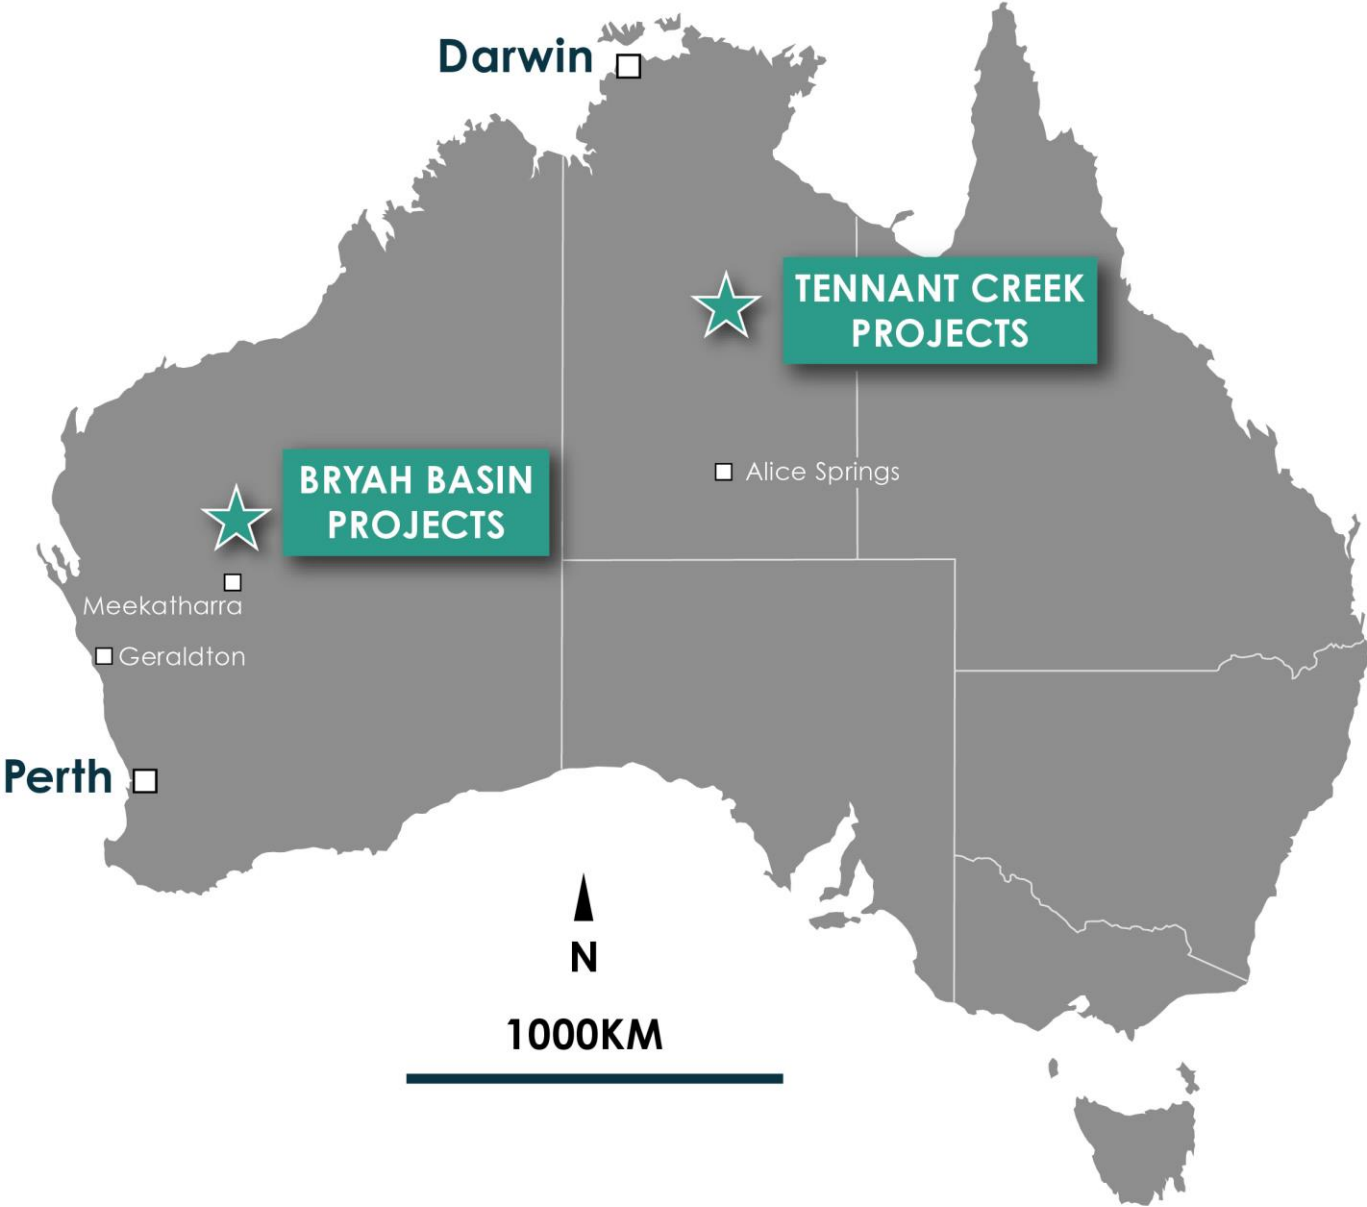 Darwin
TENNANT CREEK
PROJECTS
Alice Springs
BRYAH BASIN
PROJECTS
Meekatharra
Geraldton
Perth
N
1000KM